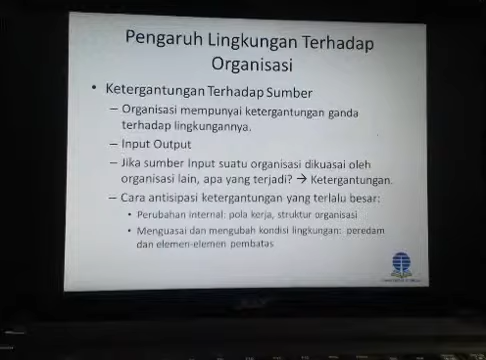 Pengaruh Lingkungan Terhadap
Organisasi
• Ketergantungan Terhadap Sumber
– Organisasi mempunyai ketergantungan ganda
terhadap lingkungannya.
– Input Output
– Jika sumber Input suatu organisasi dikuasai oleh
organisasi lain, apa yang terjadi? → Ketergantungan.
– Cara antisipasi ketergantungan yang terlalu besar:
• Perubahan internal: pola kerja, struktur organisasi
• Menguasai dan mengubah kondisi lingkungan: peredam
dan elemen-elemen pembatas